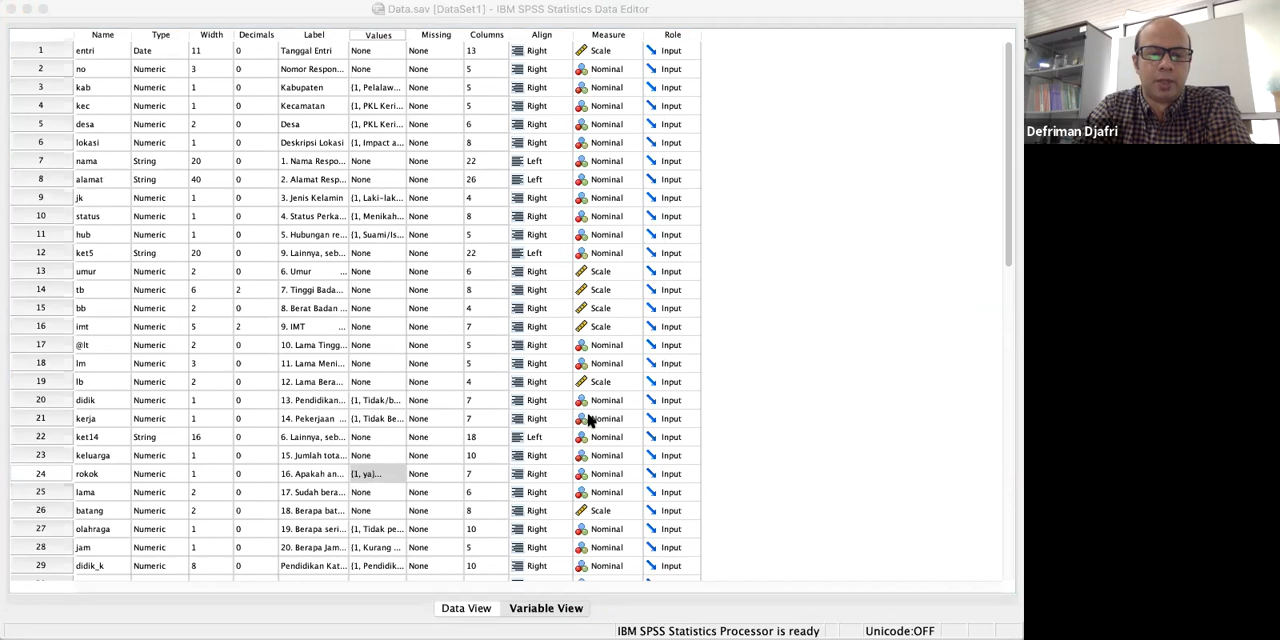 Data.sav [DataSet1] - IBM SPSS Statistics Data Editor
Name Type Width Decimals Label Values Missing Columns Align Measure Role
1 entri Date 11 0 Tanggal Entri None None 13 Right Scale Input
2 no Numeric 3 0 Nomor Respon... None None 5 Right Nominal Input
3 kab Numeric 1 0 Kabupaten {1, Pelalaw... None 5 Right Nominal Input
4 kec Numeric 1 0 Kecamatan {1, PKL Keri... None 5 Right Nominal Input
5 desa Numeric 2 0 Desa {1, PKL Keri... None 6 Right Nominal Input
6 lokasi Numeric 1 0 Deskripsi Lokasi {1, Impact a... None 8 Right Nominal Input
7 nama String 20 0 1. Nama Respo... None None 22 Left Nominal Input
8 alamat String 40 0 2. Alamat Resp... None None 26 Left Nominal Input
9 jk Numeric 1 0 3. Jenis Kelamin {1, Laki-lak... None 4 Right Nominal Input
10 status Numeric 1 0 4. Status Perka... {1, Menikah... None 8 Right Nominal Input
11 hub Numeric 1 0 5. Hubungan re... {1, Suami/Is... None 5 Right Nominal Input
12 ket5 String 20 0 9. Lainnya, seb... None None 22 Left Nominal Input
13 umur Numeric 2 0 6. Umur ... None None 6 Right Scale Input
14 tb Numeric 6 2 7. Tinggi Bada... None None 8 Right Scale Input
15 bb Numeric 2 0 8. Berat Badan ... None None 4 Right Scale Input
16 imt Numeric 5 2 9. IMT ... None None 7 Right Scale Input
17 @lt Numeric 2 0 10. Lama Tingg... None None 5 Right Nominal Input
18 lm Numeric 3 0 11. Lama Meni... None None 5 Right Nominal Input
19 lb Numeric 2 0 12. Lama Bera... None None 4 Right Scale Input
20 didik Numeric 1 0 13. Pendidikan... {1, Tidak/b... None 7 Right Nominal Input
21 kerja Numeric 1 0 14. Pekerjaan ... {1, Tidak Be... None 7 Right Nominal Input
22 ket14 String 16 0 6. Lainnya, seb... None None 18 Left Nominal Input
23 keluarga Numeric 1 0 15. Jumlah tota... None None 10 Right Nominal Input
24 rokok Numeric 1 0 16. Apakah an... {1, ya}... None 7 Right Nominal Input
25 lama Numeric 2 0 17. Sudah bera... None None 6 Right Nominal Input
26 batang Numeric 2 0 18. Berapa bat... None None 8 Right Scale Input
27 olahraga Numeric 1 0 19. Berapa seri... {1, Tidak pe... None 10 Right Nominal Input
28 jam Numeric 1 0 20. Berapa Jam... {1, Kurang ... None 5 Right Nominal Input
29 didik_k Numeric 8 0 Pendidikan Kat... {1, Pendidik... None 10 Right Nominal Input
Data View Variable View
IBM SPSS Statistics Processor is ready Unicode:OFF
Defriman Djafri